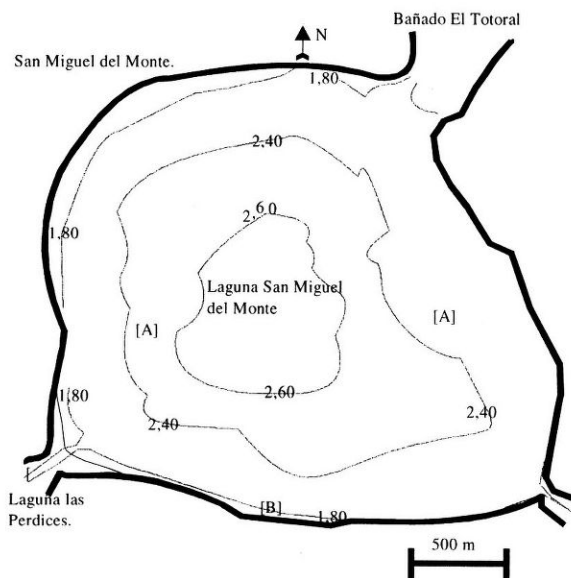 Bañado El Totoral
N
San Miguel del Monte.
1,80
2,40
2,60
1,80
Laguna San Miguel
del Monte
[A]
[A]
1,80
2,60
2,40
2,40
Laguna las
Perdices.
[B]
1,80
500 m